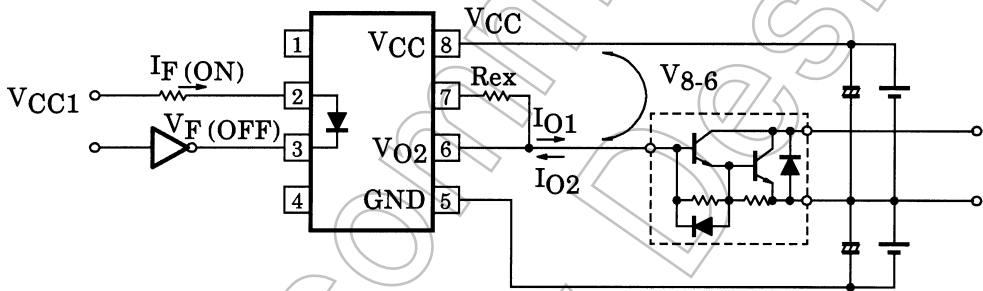 VCC
1
VCC
8
IF (ON)
Rex
V8-6
VCC1
2
7
IO1
VF (OFF)
3
VO2
6
IO2
4
GND
5